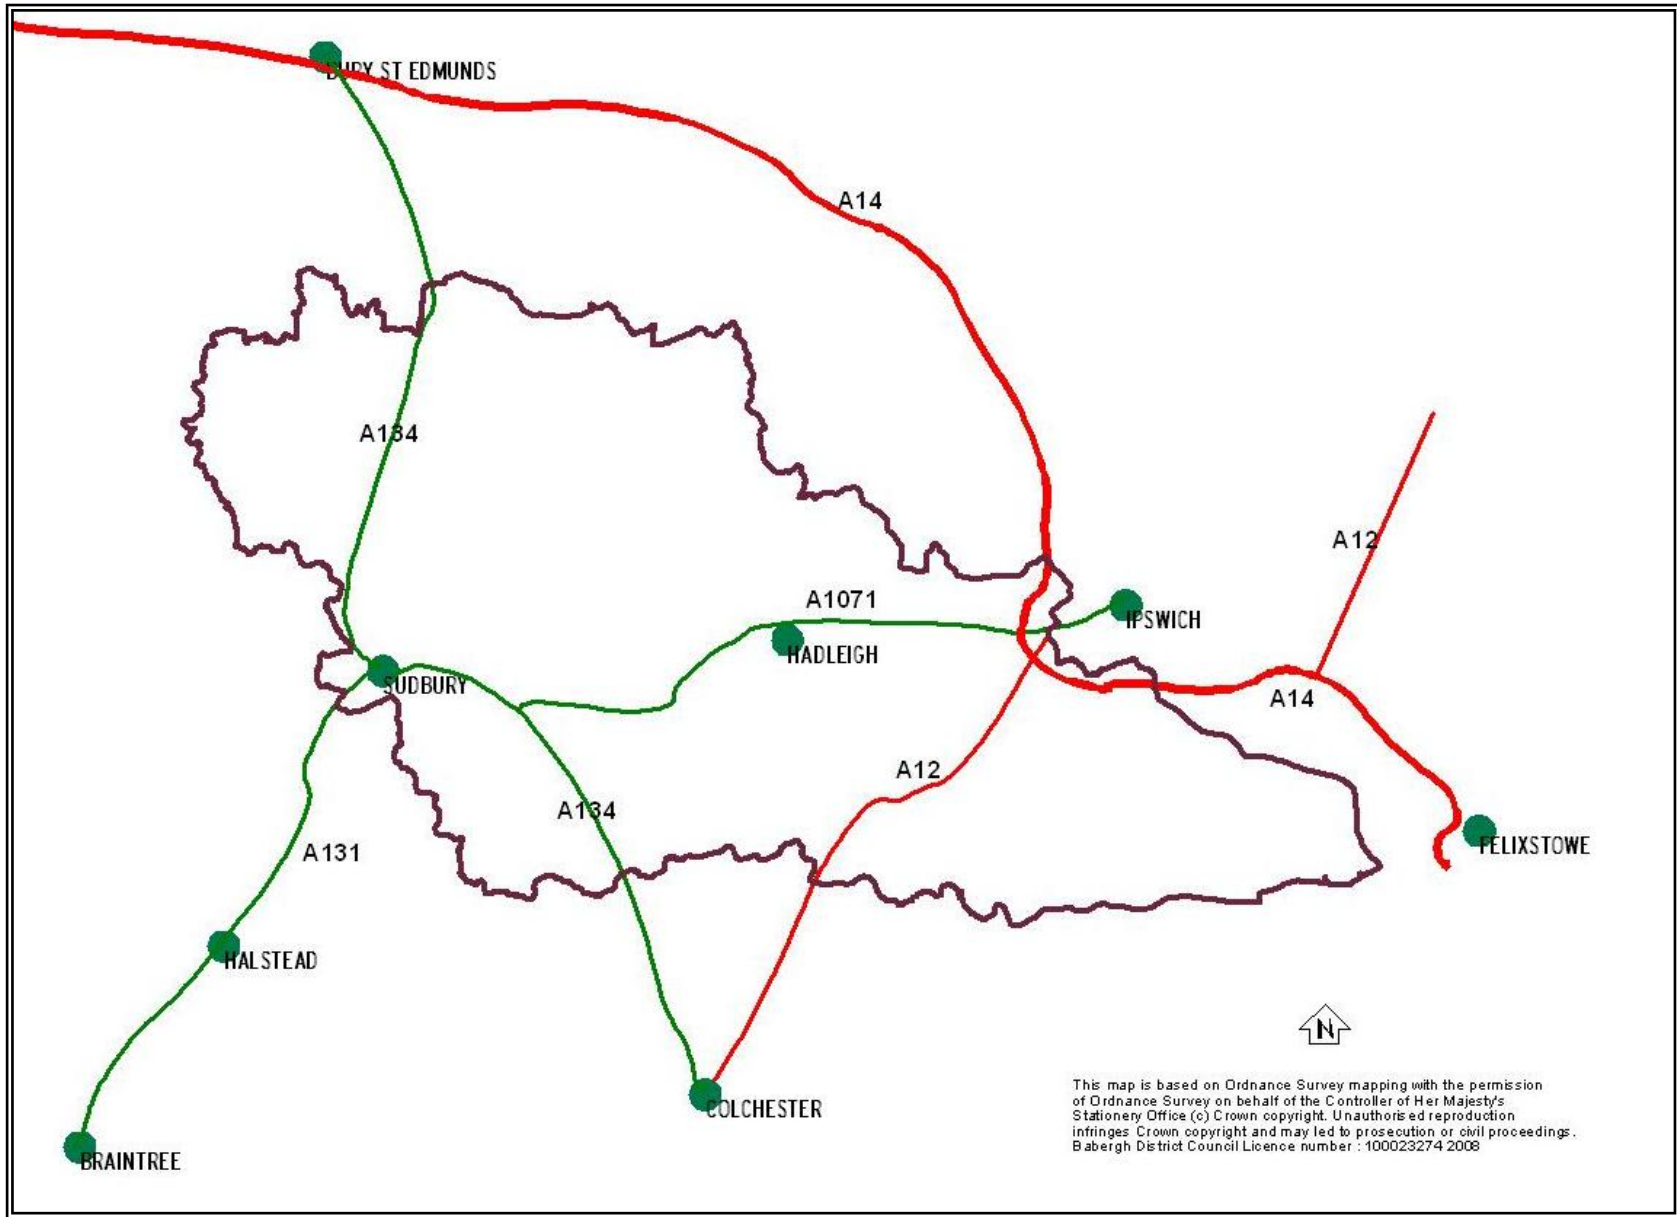 BURY ST EDMUNDS
A14
A134
A12
A1071
IPSWICH
HADLEIGH
SUDBURY
A14
A12
A134
A131
FELIXSTOWE
HALSTEAD
N
This map is based on Ordnance Survey mapping with the permission
of Ordnance Survey on behalf of the Controller of Her Majesty's
Stationery Office (c) Crown copyright. Unauthorised reproduction
infringes Crown copyright and may led to prosecution or civil proceedings.
Babergh District Council Licence number : 100023274 2008
COLCHESTER
BRAINTREE